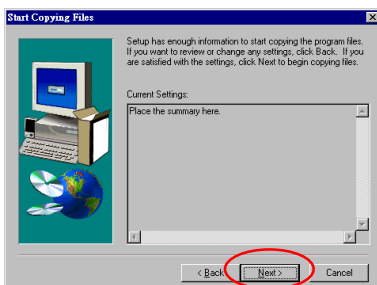 Start Copying Files
Setup has enough information to start copying the program files.
If you want to review or change any settings, click Back. If you
are satisfied with the settings, click Next to begin copying files.
Current Settings:
Place the summary here.
< Back
Next >
Cancel